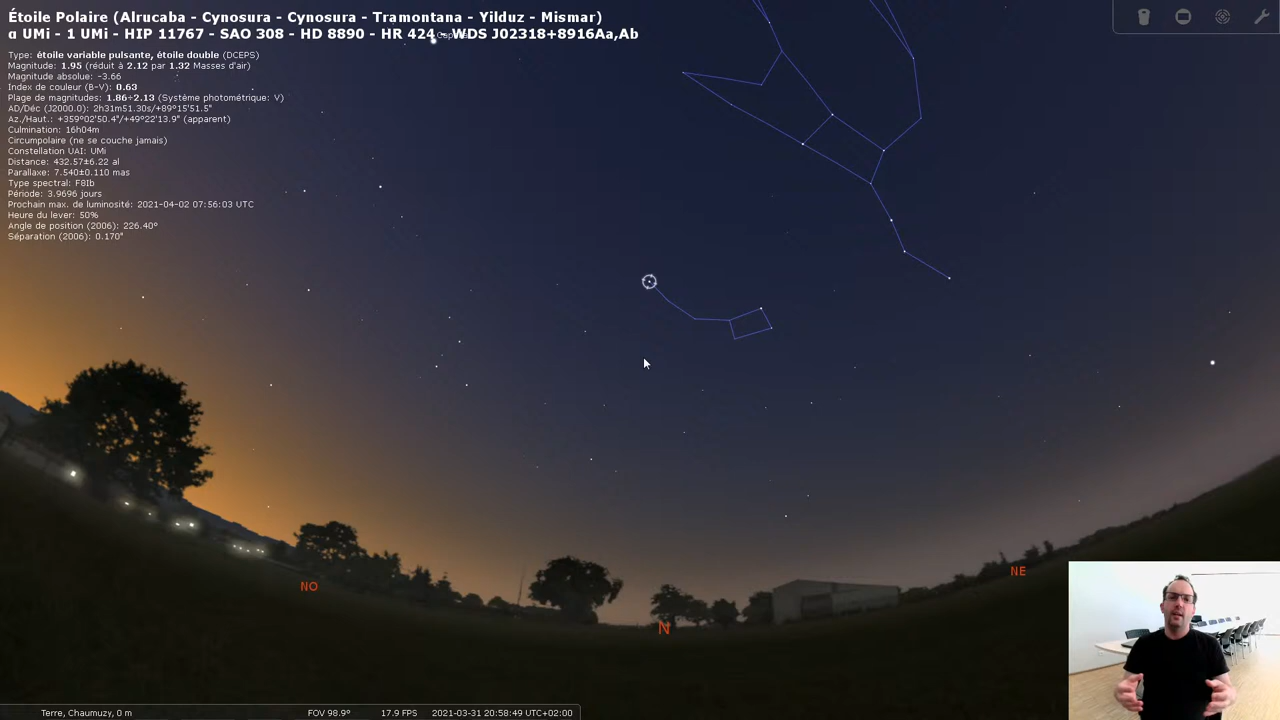 Étoile Polaire (Alrucaba - Cynosura - Cynosura - Tramontana - Yilduz - Mismar)
α UMi - 1 UMi - HIP 11767 - SAO 308 - HD 8890 - HR 424 - WDS J02318+8916Aa,Ab
Type: étoile variable pulsante, étoile double (DCEPS)
Magnitude: 1.95 (réduit à 2.12 par 1.32 Masses d'air)
Magnitude absolue: -3.66
Index de couleur (B-V): 0.63
Plage de magnitudes: 1.86÷2.13 (Système photométrique: V)
AD/Déc (J2000.0): 2h31m51.30s/+89°15'51.5"
Az./Haut.: +359°02'50.4"/+49°22'13.9" (apparent)
Culmination: 16h04m
Circumpolaire (ne se couche jamais)
Constellation UAI: UMi
Distance: 432.57±6.22 al
Parallaxe: 7.540±0.110 mas
Type spectral: F8Ib
Période: 3.9696 jours
Prochain max. de luminosité: 2021-04-02 07:56:03 UTC
Heure du lever: 50%
Angle de position (2006): 226.40°
Séparation (2006): 0.170"
NO
N
NE
Terre, Chaumuzy, 0 m FOV 98.9° 17.9 FPS 2021-03-31 20:58:49 UTC+02:00